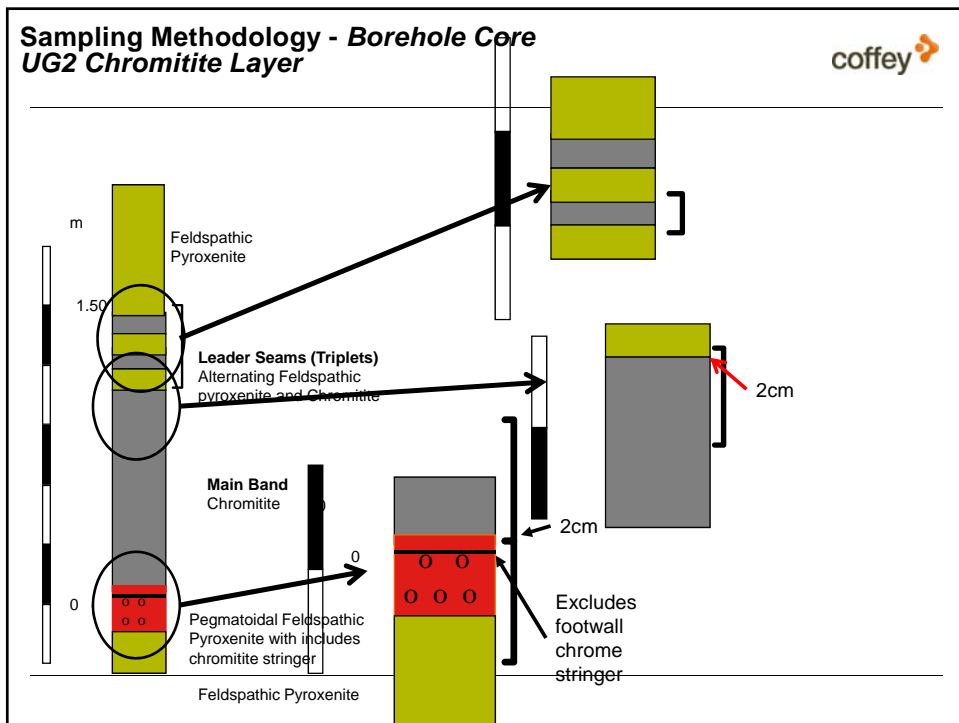 Sampling Methodology - Borehole Core
UG2 Chromitite Layer
coffey
m
Feldspathic
Pyroxenite
1.50
Leader Seams (Triplets)
Alternating Feldspathic
pyroxenite and Chromitite
2cm
Main Band
Chromitite
0
2cm
0
o o
o o o
0
o o
o o
Pegmatoidal Feldspathic
Pyroxenite with includes
chromitite stringer
Excludes
footwall
chrome
stringer
Feldspathic Pyroxenite